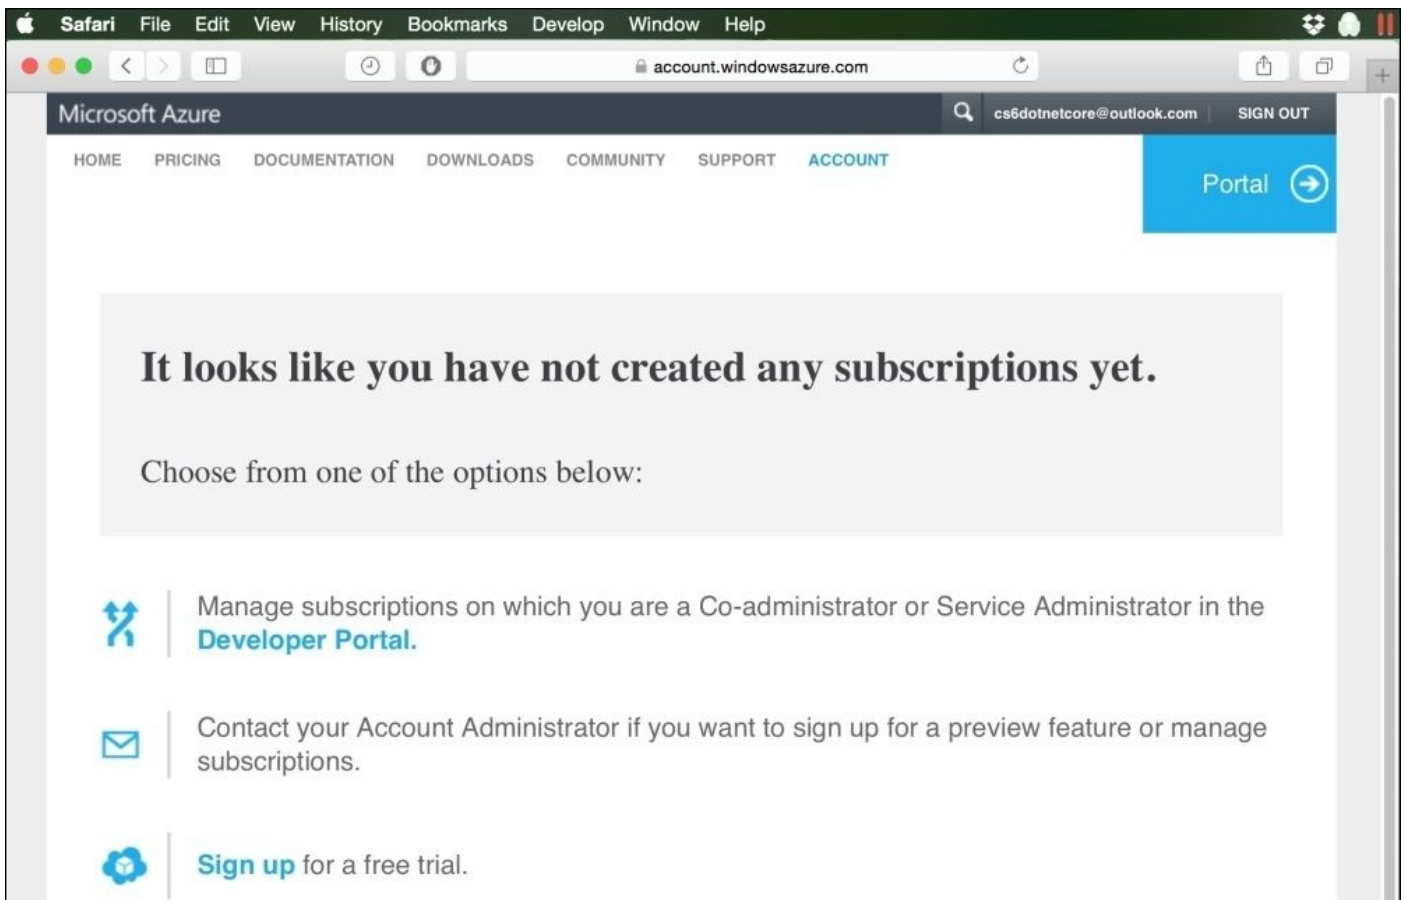 Safari File Edit View History Bookmarks Develop Window Help
account.windowsazure.com
Microsoft Azure cs6dotnetcore@outlook.com SIGN OUT
HOME PRICING DOCUMENTATION DOWNLOADS COMMUNITY SUPPORT ACCOUNT
Portal
It looks like you have not created any subscriptions yet.
Choose from one of the options below:
Manage subscriptions on which you are a Co-administrator or Service Administrator in the
Developer Portal.
Contact your Account Administrator if you want to sign up for a preview feature or manage
subscriptions.
Sign up for a free trial.